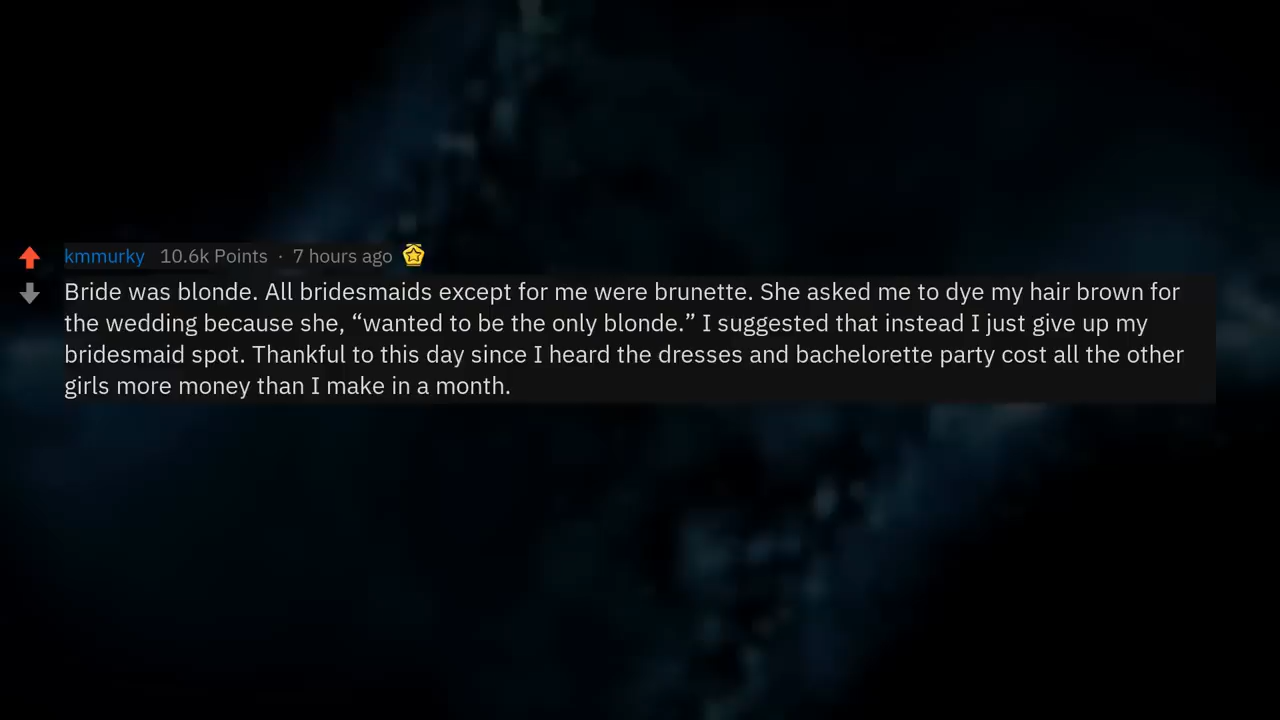 kmmurky 10.6k Points · 7 hours ago
Bride was blonde. All bridesmaids except for me were brunette. She asked me to dye my hair brown for
the wedding because she, “wanted to be the only blonde.” I suggested that instead I just give up my
bridesmaid spot. Thankful to this day since I heard the dresses and bachelorette party cost all the other
girls more money than I make in a month.